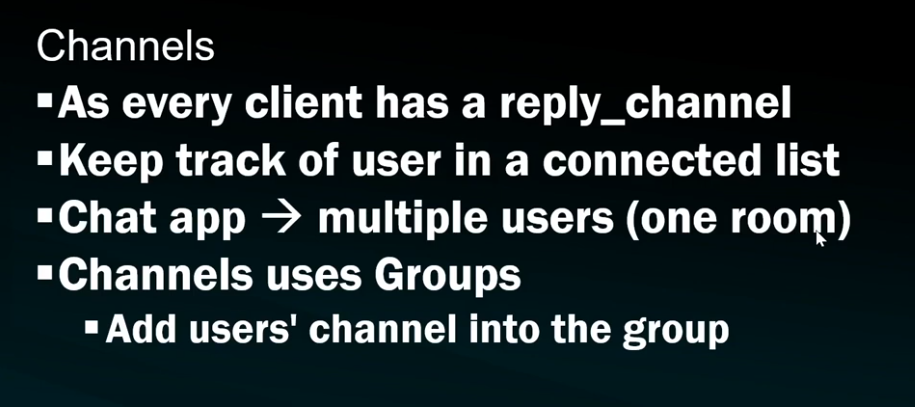 Channels
▪As every client has a reply_channel
▪Keep track of user in a connected list
▪Chat app → multiple users (one room)
▪Channels uses Groups
▪Add users' channel into the group